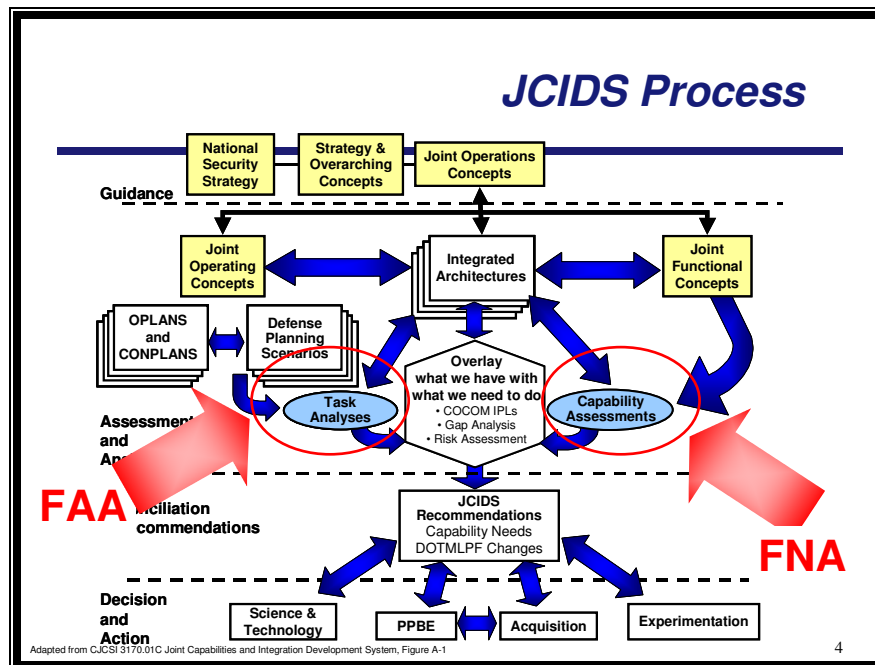 JCIDS Process
National
Security
Strategy
Strategy &
Overarching
Concepts
Joint Operations
Concepts
Guidance
Joint
Operating
Concepts
Integrated
Architectures
Joint
Functional
Concepts
OPLANS
and
CONPLANS
Defense
Planning
Scenarios
Overlay
what we have with
what we need to do
• COCOM IPLs
• Gap Analysis
• Risk Assessment
Task
Analyses
Capability
Assessments
Assessment
and
An
FAA
nciliation
commendations
JCIDS
Recommendations
Capability Needs
DOTMLPF Changes
FNA
Decision
and
Action
Science &
Technology
PPBE
Acquisition
Experimentation
Adapted from CJCSI 3170.01C Joint Capabilities and Integration Development System, Figure A-1
4